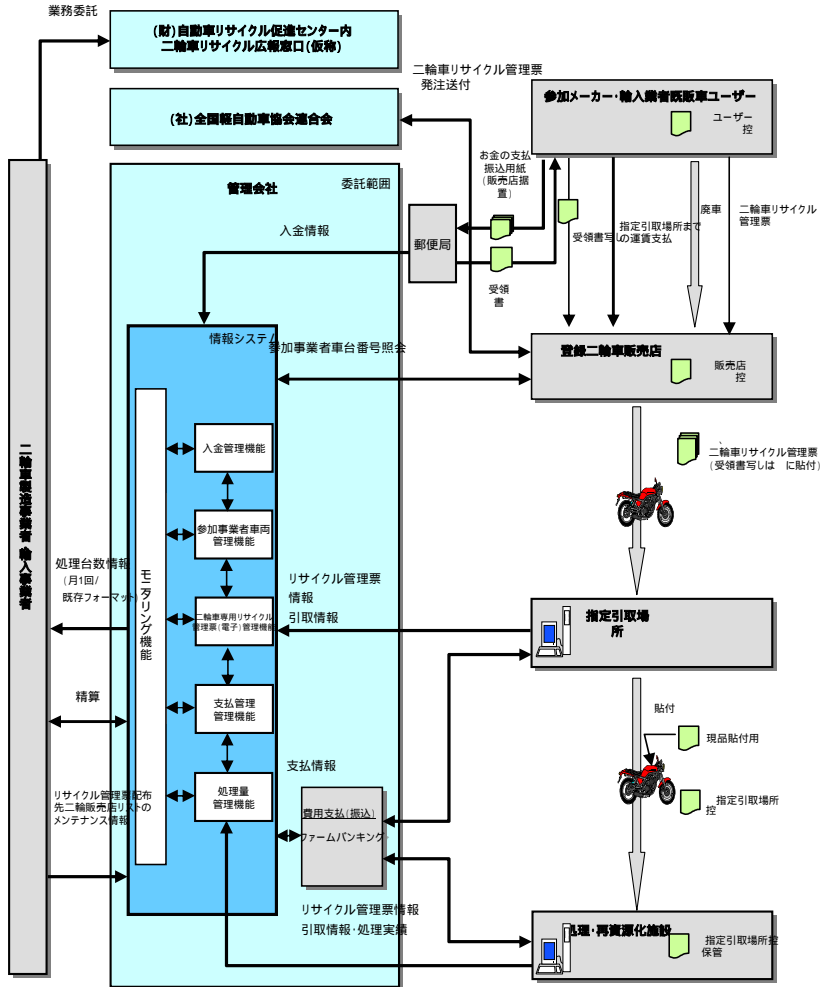 業務委託
(財)自動車リサイクル促進センター内
二輪車リサイクル広報窓口(仮称)
二輪車リサイクル管理票
発注送付
(社)全国軽自動車協会連合会
参加メーカー・輸入業者既販車ユーザー
ユーザー
控
お金の支払
振込用紙
(販売店据
置)
管理会社
委託範囲
郵便局
入金情報
受領
書
受領書写し
指定引取場所まで
の運賃支払
廃車
二輪車リサイクル
管理票
情報システム
参加事業者車台番号照会
登録二輪車販売店
販売店
控
二輪車製造事業者 輸入事業者
モニタリング機能
入金管理機能
参加事業者車両
管理機能
二輪車専用リサイクル
管理票(電子)管理機能
支払管理
管理機能
処理量
管理機能
、
二輪車リサイクル管理票
(受領書写しは に貼付)
処理台数情報
(月1回/
既存フォーマット)
リサイクル管理票
情報
引取情報
指定引取場
所
精算
貼付
現品貼付用
指定引取場所
控
支払情報
リサイクル管理票配布
先二輪販売店リストの
メンテナンス情報
費用支払(振込)
ファームバンキング
リサイクル管理票情報
引取情報・処理実績
処理・再資源化施設
指定引取場所控
保管